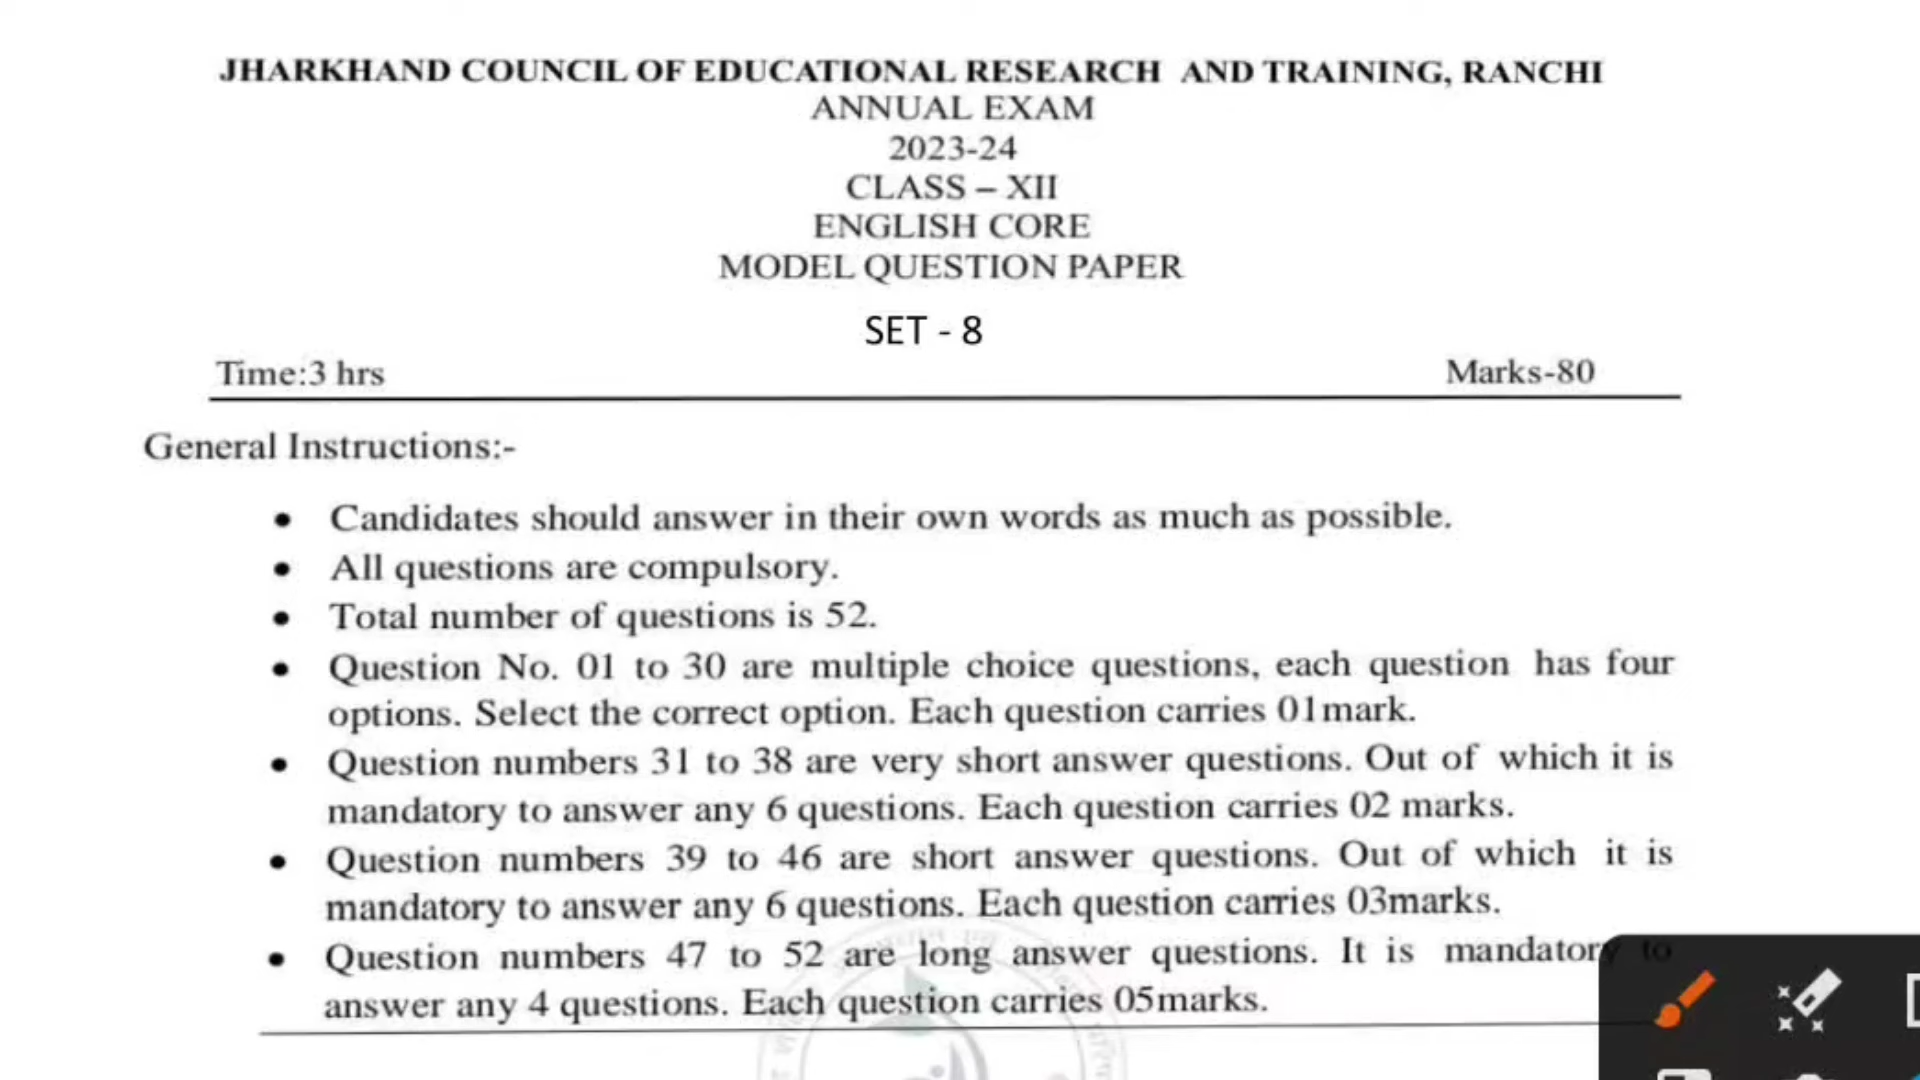 JHARKHAND COUNCIL OF EDUCATIONAL RESEARCH AND TRAINING, RANCHI
ANNUAL EXAM
2023-24
CLASS – XII
ENGLISH CORE
MODEL QUESTION PAPER
SET - 8
Time:3 hrs Marks-80
General Instructions:-
• Candidates should answer in their own words as much as possible.
• All questions are compulsory.
• Total number of questions is 52.
• Question No. 01 to 30 are multiple choice questions, each question has four
options. Select the correct option. Each question carries 01mark.
• Question numbers 31 to 38 are very short answer questions. Out of which it is
mandatory to answer any 6 questions. Each question carries 02 marks.
• Question numbers 39 to 46 are short answer questions. Out of which it is
mandatory to answer any 6 questions. Each question carries 03marks.
• Question numbers 47 to 52 are long answer questions. It is mandatory to
answer any 4 questions. Each question carries 05marks.